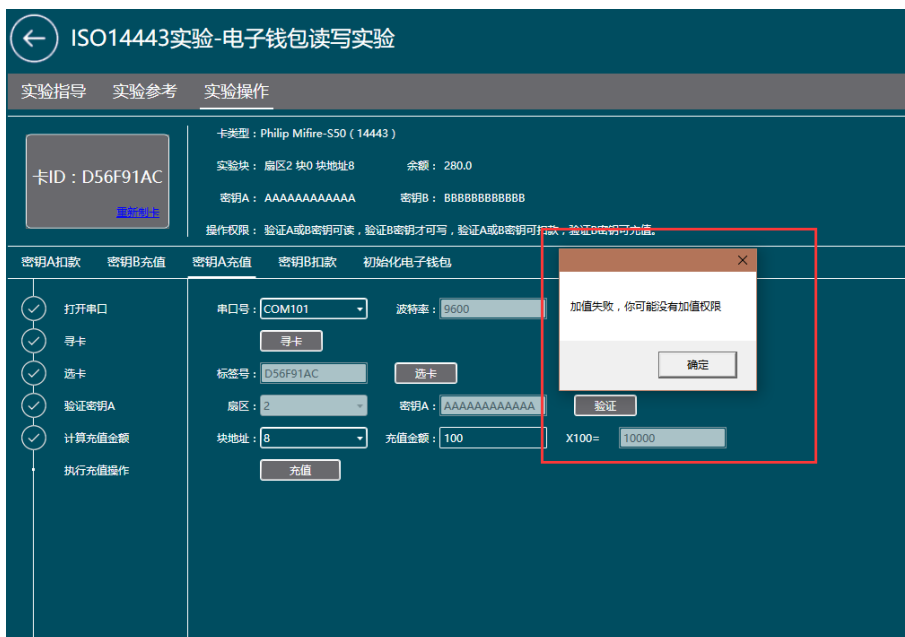 ISO14443实验-电子钱包读写实验
实验指导 实验参考 实验操作
卡类型：Philip Mifire-S50（14443）
实验块：扇区2 块0 块地址8 余额：280.0
卡ID：D56F91AC
重新制卡
密钥A：AAAAAAAAAAAA 密钥B：BBBBBBBBBBBB
操作权限：验证A或B密钥可读，验证B密钥才可写，验证A或B密钥可扣款，验证B密钥可充值。
密钥A扣款 密钥B充值 密钥A充值 密钥B扣款 初始化电子钱包
打开串口 串口号：COM101 波特率：9600
加值失败，你可能没有加值权限
确定
寻卡 寻卡
选卡 标签号：D56F91AC 选卡
验证密钥A 扇区：2 密钥A：AAAAAAAAAAAA 验证
计算充值金额 块地址：8 充值金额：100 X100= 10000
执行充值操作 充值